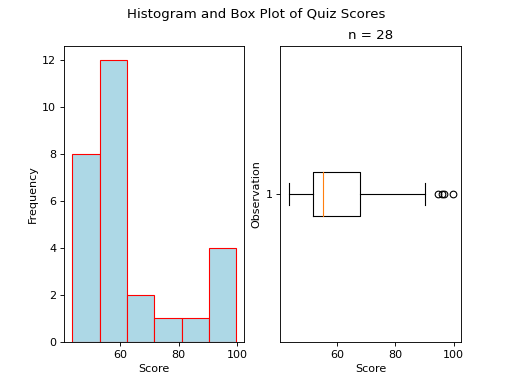 Histogram and Box Plot of Quiz Scores
n = 28
12
10
8
6
4
2
0
Frequency
60 80 100
Score
Observation
1
60 80 100
Score